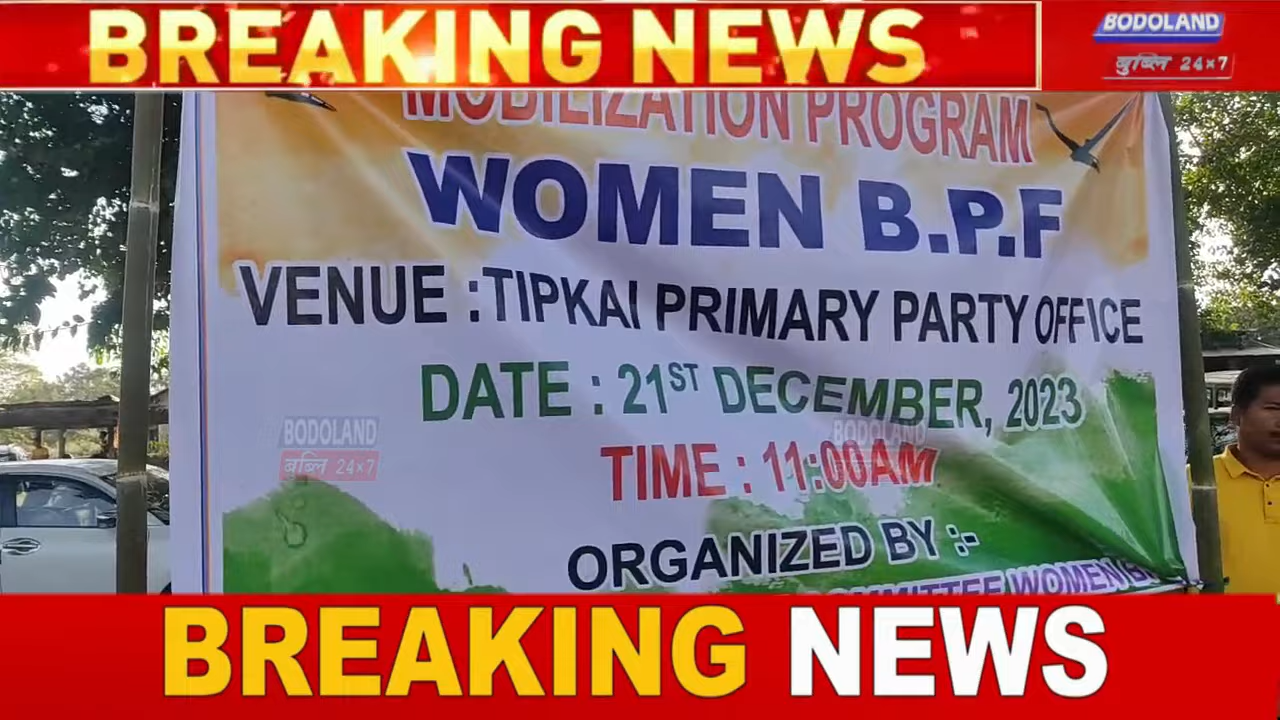 BREAKING NEWS
BODOLAND
बुब्लि 24×7
MOBILIZATION PROGRAM
WOMEN B.P.F
VENUE : TIPKAI PRIMARY PARTY OFFICE
DATE : 21ST DECEMBER, 2023
BODOLAND
बुब्लि 24×7
BODOLAND
TIME : 11:00AM
ORGANIZED BY :-
COMMITTEE WOMEN
BREAKING NEWS